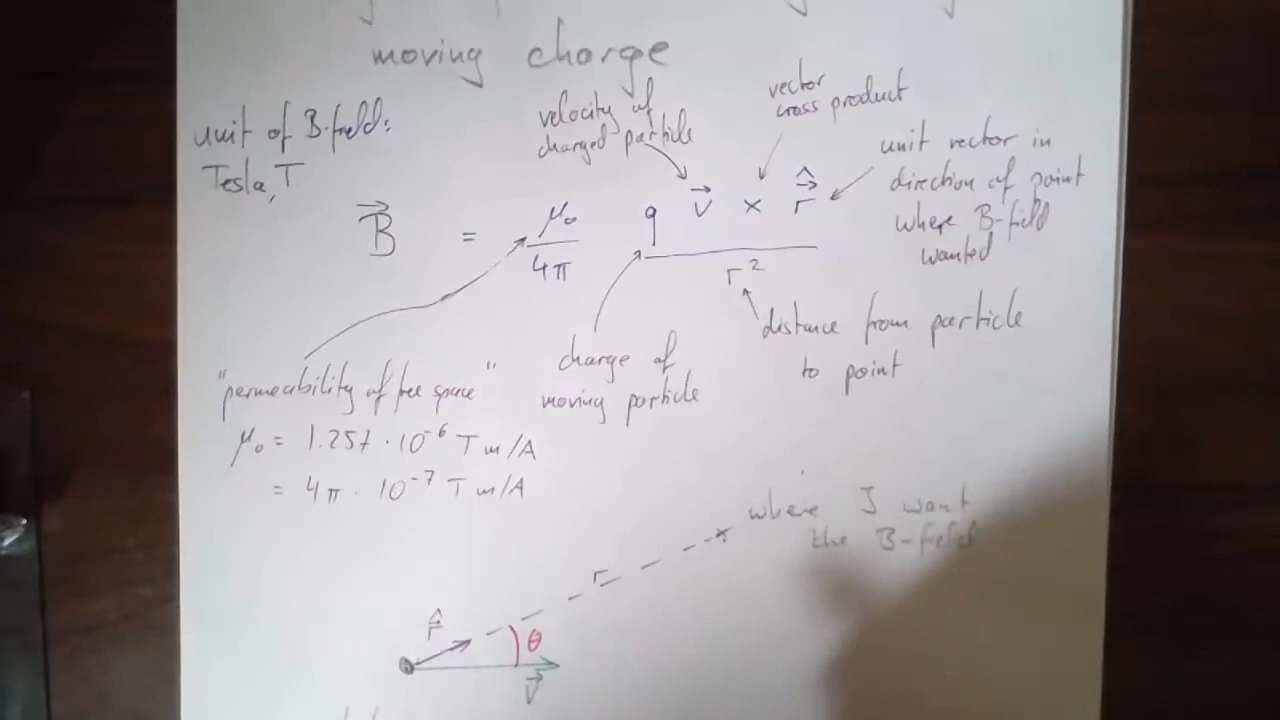 moving charge
unit of B-field:
Tesla, T
velocity of
charged particle
vector
cross product
unit vector in
direction of point
where B-field
wanted
B⃗ = μ₀/4π q v⃗ × r̂⃗ / r²
distance from particle
to point
charge of
moving particle
"permeability of free space"
μ₀ = 1.257 · 10⁻⁶ Tm/A
= 4π · 10⁻⁷ Tm/A
where I want
the B-field
r
r̂
θ
v⃗